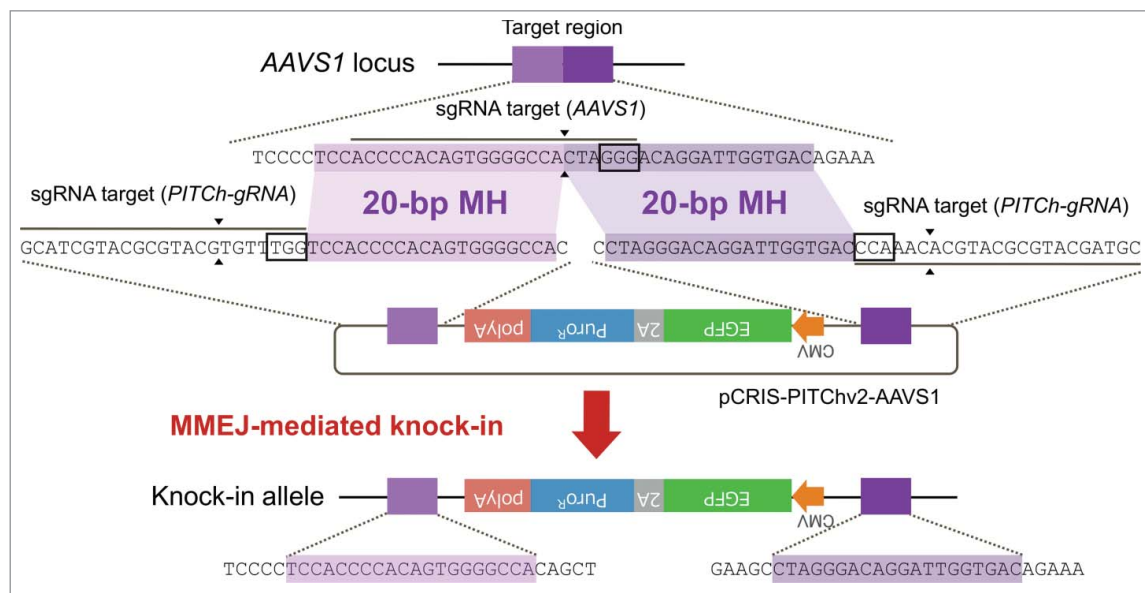 Target region
AAVS1 locus
sgRNA target (AAVS1)
TCCCCTCCACCCCACAGTGGGGCCACTAGGGACAGGATTGGTGACAGAAA
sgRNA target (PITCh-gRNA)
20-bp MH
20-bp MH
sgRNA target (PITCh-gRNA)
GCATCGTACGCGTACGTGTTTGGTCCACCCCACAGTGGGGCCAC
CCTAGGGACAGGATTGGTGACCCAAACACGTACGCGTACGATGC
polyA
PuroR
2A
EGFP
CMV
pCRIS-PITChv2-AAVS1
MMEJ-mediated knock-in
Knock-in allele
polyA
PuroR
2A
EGFP
CMV
TCCCCTCCACCCCACAGTGGGGCCACAGCT
GAAGCCTAGGGACAGGATTGGTGACAGAAA